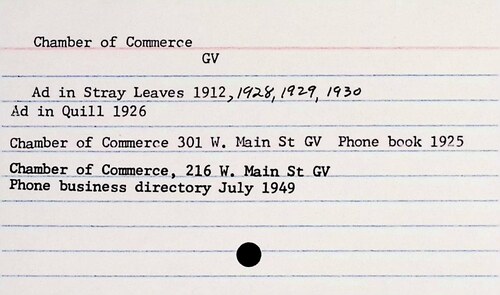 Chamber of Commerce
GV
Ad in Stray Leaves 1912, 1928, 1929, 1930
Ad in Quill 1926
Chamber of Commerce 301 W. Main St GV Phone book 1925
Chamber of Commerce, 216 W. Main St GV
Phone business directory July 1949